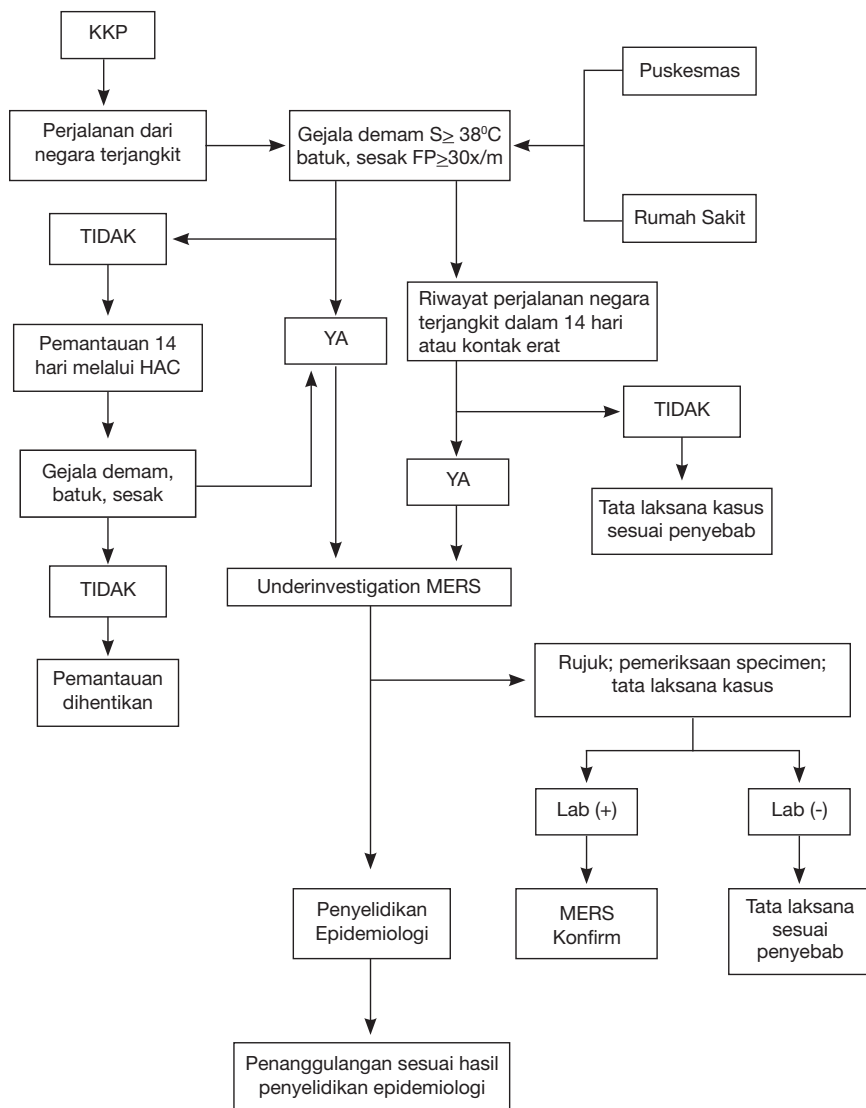 KKP
Puskesmas
Perjalanan dari
negara terjangkit
Gejala demam S≥ 38⁰C
batuk, sesak FP≥30x/m
Rumah Sakit
TIDAK
Riwayat perjalanan negara
terjangkit dalam 14 hari
atau kontak erat
Pemantauan 14
hari melalui HAC
YA
TIDAK
Gejala demam,
batuk, sesak
YA
Tata laksana kasus
sesuai penyebab
TIDAK
Underinvestigation MERS
Pemantauan
dihentikan
Rujuk; pemeriksaan specimen;
tata laksana kasus
Lab (+)
Lab (-)
Penyelidikan
Epidemiologi
MERS
Konfirm
Tata laksana
sesuai
penyebab
Penanggulangan sesuai hasil
penyelidikan epidemiologi